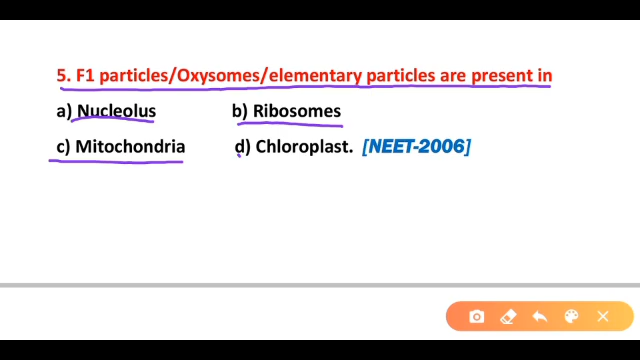 5. F1 particles/Oxysomes/elementary particles are present in
a) Nucleolus b) Ribosomes
c) Mitochondria d) Chloroplast. [NEET-2006]